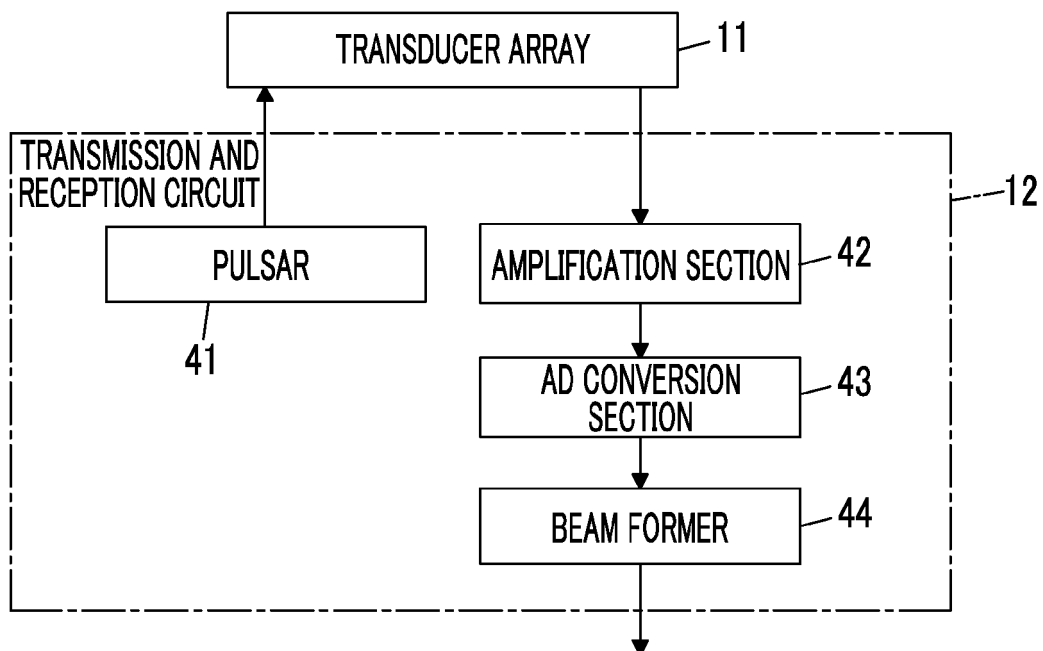 TRANSDUCER ARRAY
11
TRANSMISSION AND
RECEPTION CIRCUIT
12
PULSAR
41
AMPLIFICATION SECTION
42
AD CONVERSION
SECTION
43
BEAM FORMER
44